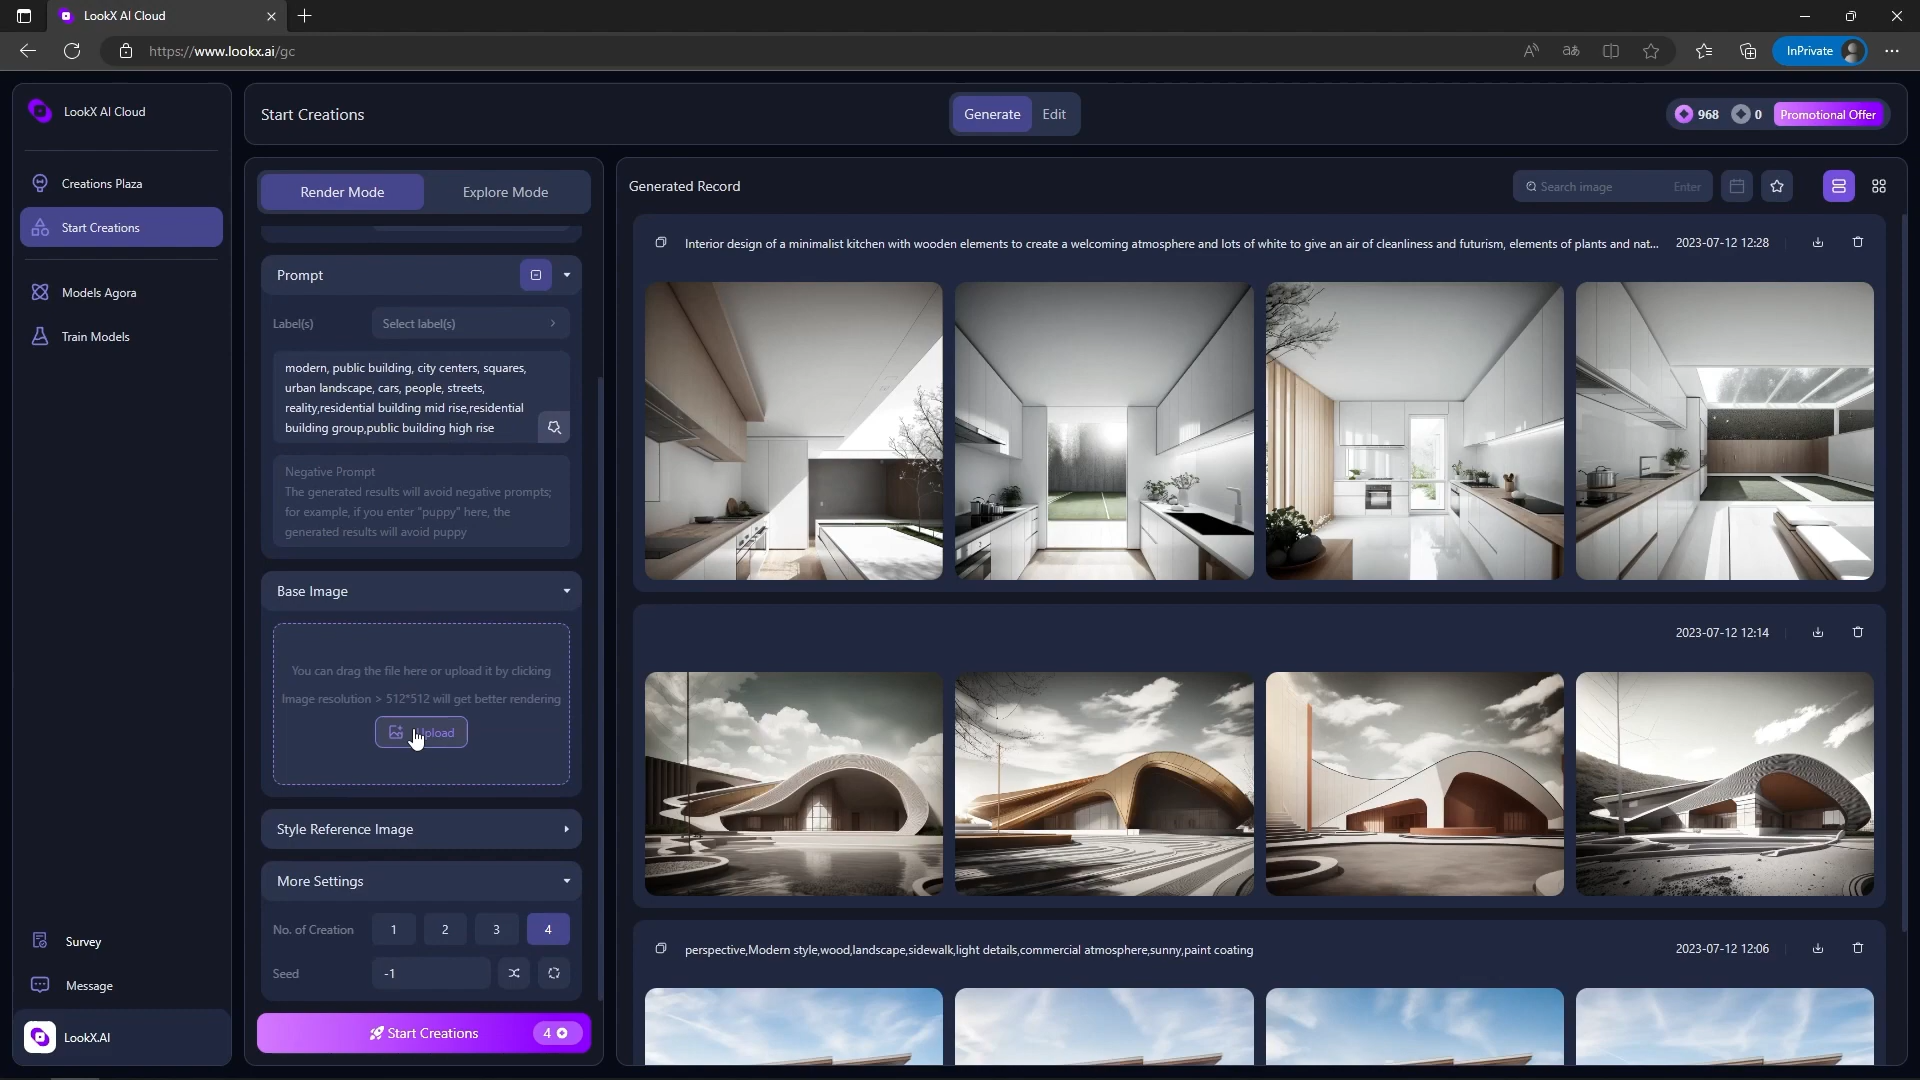 LookX AI Cloud
https://www.lookx.ai/gc
InPrivate
LookX AI Cloud
Creations Plaza
Start Creations
Models Agora
Train Models
Survey
Message
LookX.AI
Start Creations
Generate
Edit
968
0
Promotional Offer
Render Mode
Explore Mode
Prompt
Label(s)
Select label(s)
modern, public building, city centers, squares,
urban landscape, cars, people, streets,
reality,residential building mid rise,residential
building group,public building high rise
Negative Prompt
The generated results will avoid negative prompts;
for example, if you enter "puppy" here, the
generated results will avoid puppy
Base Image
You can drag the file here or upload it by clicking
Image resolution > 512*512 will get better rendering
Upload
Style Reference Image
More Settings
No. of Creation
1
2
3
4
Seed
-1
Start Creations
4
Generated Record
Search image
Enter
Interior design of a minimalist kitchen with wooden elements to create a welcoming atmosphere and lots of white to give an air of cleanliness and futurism, elements of plants and nat...
2023-07-12 12:28
2023-07-12 12:14
perspective,Modern style,wood,landscape,sidewalk,light details,commercial atmosphere,sunny,paint coating
2023-07-12 12:06